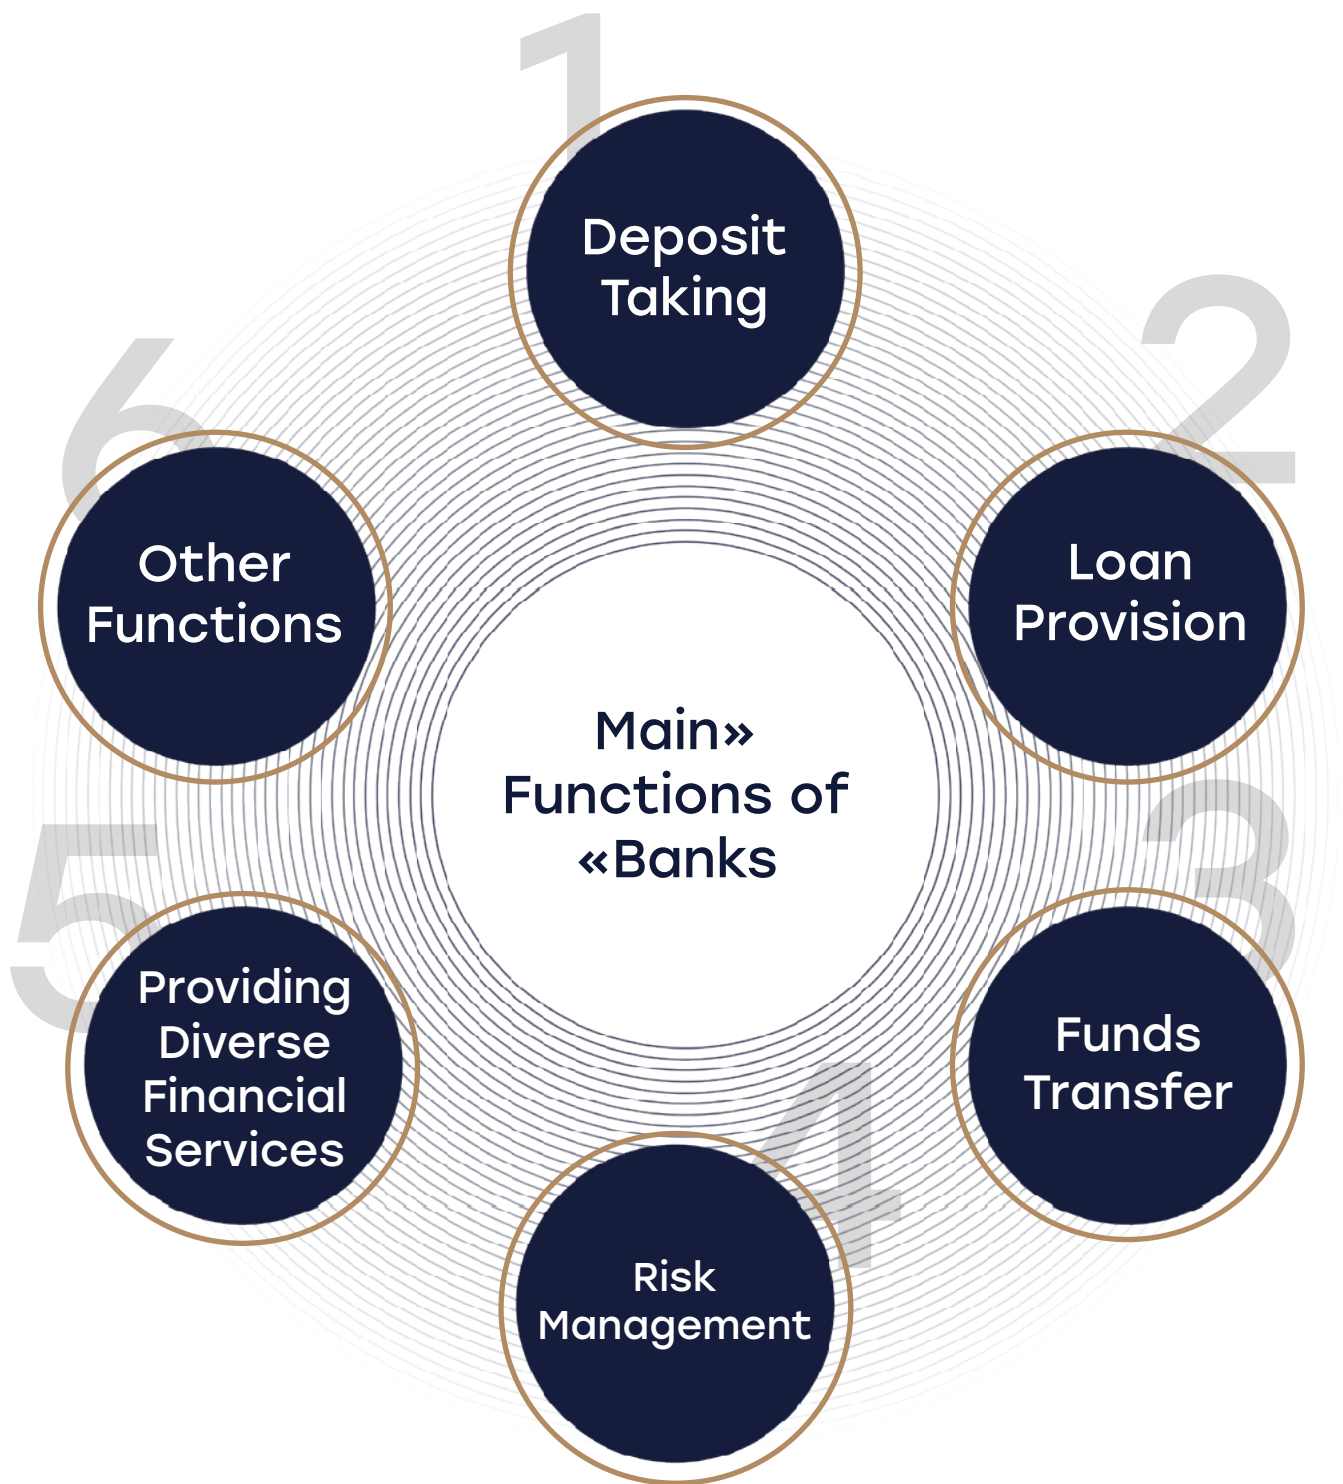 1
Deposit
Taking
2
Loan
Provision
3
Funds
Transfer
4
Risk
Management
5
Providing
Diverse
Financial
Services
6
Other
Functions
Main»
Functions of
«Banks